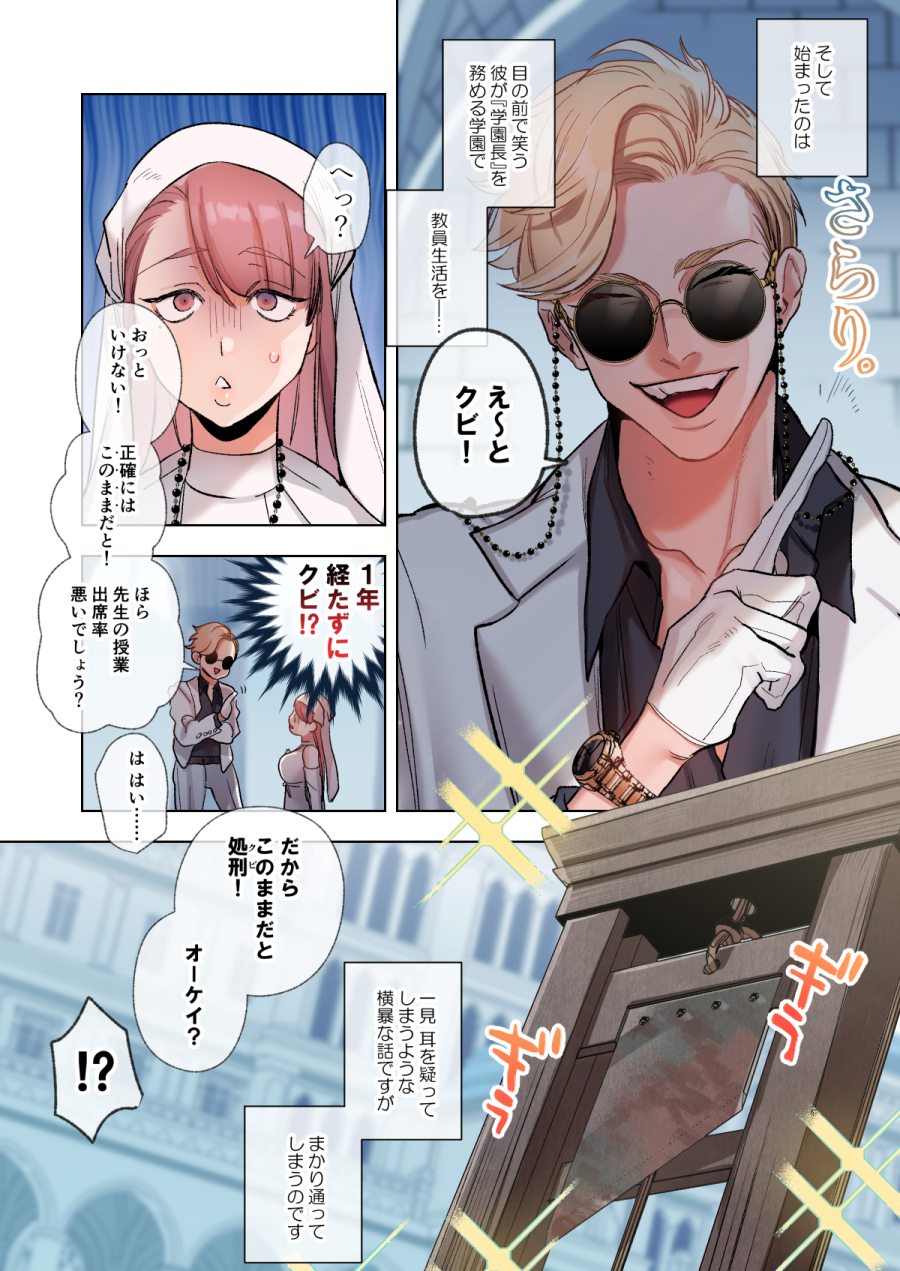 そして
始まったのは
目の前で笑う
彼が『学園長』を
務める学園で
教員生活を―…
さらり。
え〜と
クビ！
へっ？
おっと
いけない！
正確には
このままだと！
ほら
先生の授業
出席率
悪いでしょう？
１年
経たずに
クビ!?
は はい……
だから
このままだと
処刑！
クビ
オーケイ？
!?
一見 耳を疑って
しまうような
横暴な話ですが
まかり通って
しまうのです
ギラ
ギラ